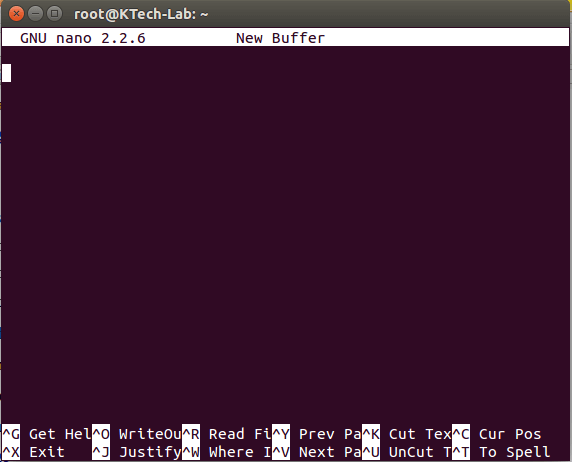 root@KTech-Lab: ~
GNU nano 2.2.6 New Buffer
^G Get Hel^O WriteOu^R Read Fi^Y Prev Pa^K Cut Tex^C Cur Pos
^X Exit ^J Justify^W Where I^V Next Pa^U UnCut T^T To Spell